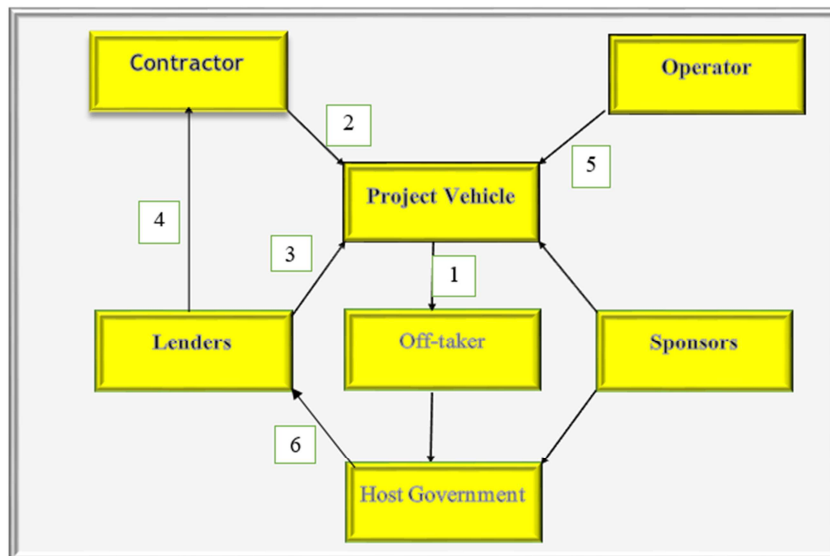 Contractor
Operator
2
5
Project Vehicle
4
3
1
Lenders
Off-taker
Sponsors
6
Host Government